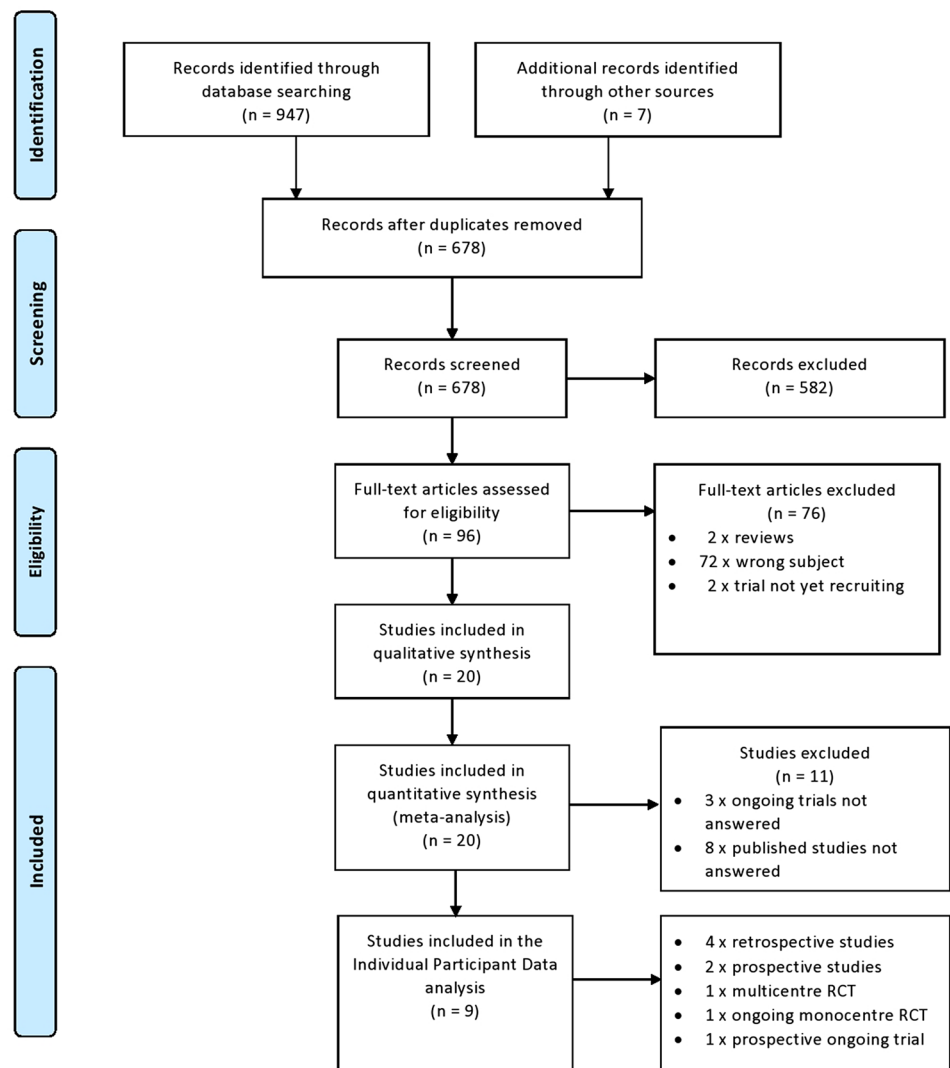 Identification
Records identified through
database searching
(n = 947)
Additional records identified
through other sources
(n = 7)
Records after duplicates removed
(n = 678)
Screening
Records screened
(n = 678)
Records excluded
(n = 582)
Eligibility
Full-text articles assessed
for eligibility
(n = 96)
Full-text articles excluded
(n = 76)
• 2 x reviews
• 72 x wrong subject
• 2 x trial not yet recruiting
Studies included in
qualitative synthesis
(n = 20)
Included
Studies included in
quantitative synthesis
(meta-analysis)
(n = 20)
Studies excluded
(n = 11)
• 3 x ongoing trials not
answered
• 8 x published studies not
answered
Studies included in the
Individual Participant Data
analysis
(n = 9)
• 4 x retrospective studies
• 2 x prospective studies
• 1 x multicentre RCT
• 1 x ongoing monocentre RCT
• 1 x prospective ongoing trial